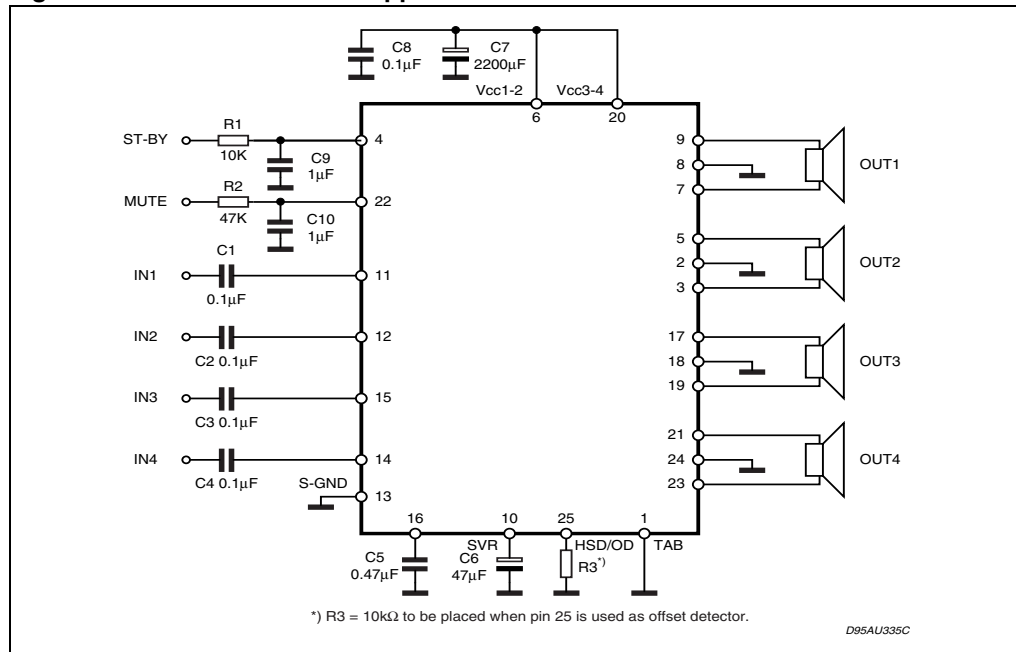 C8
0.1µF
C7
2200µF
Vcc1-2
Vcc3-4
6
20
ST-BY
R1
10K
4
C9
1µF
MUTE
R2
47K
22
C10
1µF
IN1
C1
0.1µF
11
IN2
C2 0.1µF
12
IN3
C3 0.1µF
15
IN4
C4 0.1µF
14
S-GND
13
9
8
7
OUT1
5
2
3
OUT2
17
18
19
OUT3
21
24
23
OUT4
16
10
25
1
SVR
HSD/OD
TAB
C5
0.47µF
C6
47µF
R3*)
*) R3 = 10kΩ to be placed when pin 25 is used as offset detector.
D95AU335C